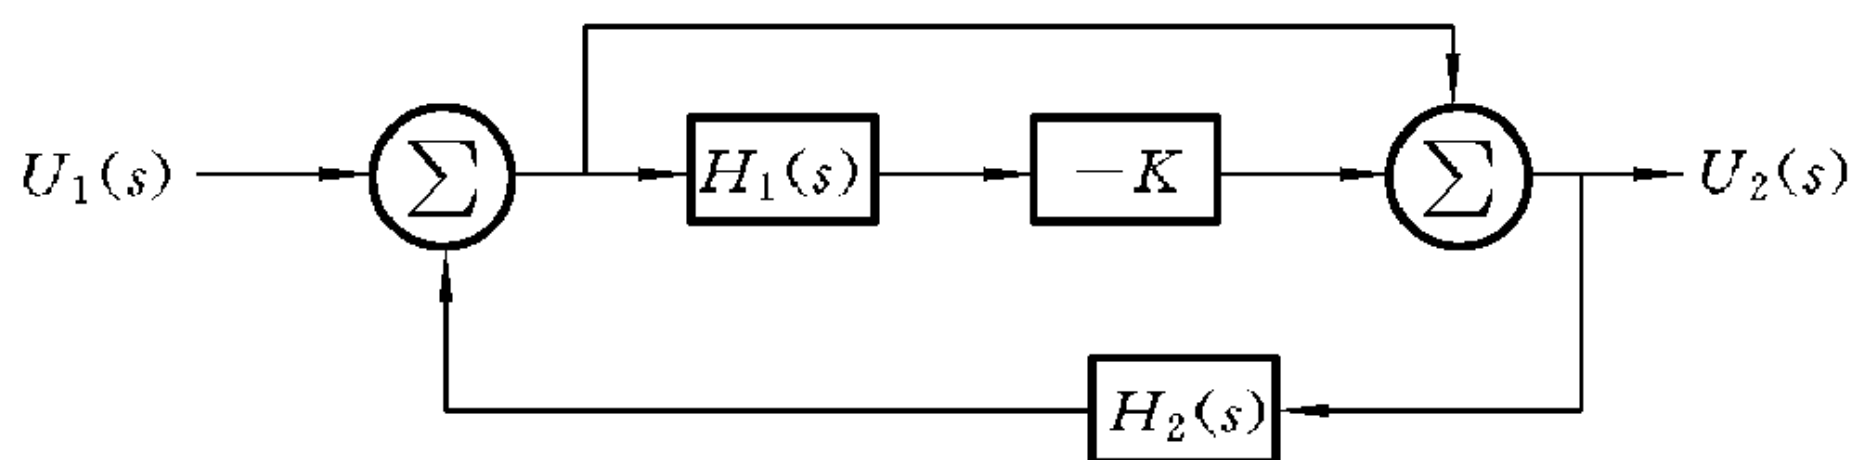 U₁(s) Σ H₁(s) −K Σ U₂(s)
H₂(s)